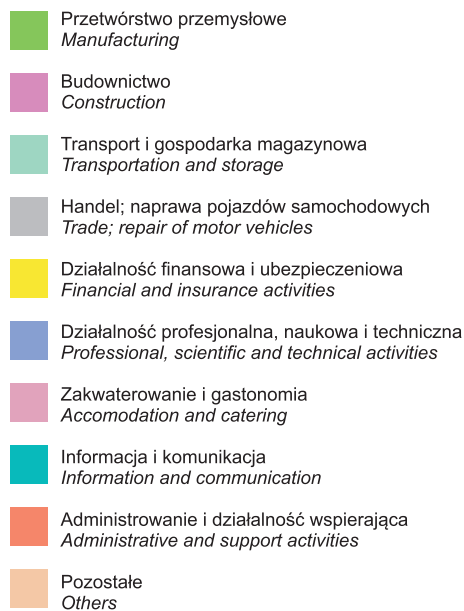 Przetwórstwo przemysłowe
Manufacturing
Budownictwo
Construction
Transport i gospodarka magazynowa
Transportation and storage
Handel; naprawa pojazdów samochodowych
Trade; repair of motor vehicles
Działalność finansowa i ubezpieczeniowa
Financial and insurance activities
Działalność profesjonalna, naukowa i techniczna
Professional, scientific and technical activities
Zakwaterowanie i gastonomia
Accomodation and catering
Informacja i komunikacja
Information and communication
Administrowanie i działalność wspierająca
Administrative and support activities
Pozostałe
Others